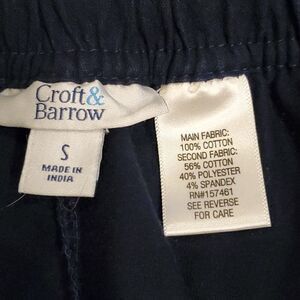 Croft&
Barrow
S
MADE IN
INDIA
MAIN FABRIC:
100% COTTON
SECOND FABRIC:
56% COTTON
40% POLYESTER
4% SPANDEX
RN#157461
SEE REVERSE
FOR CARE